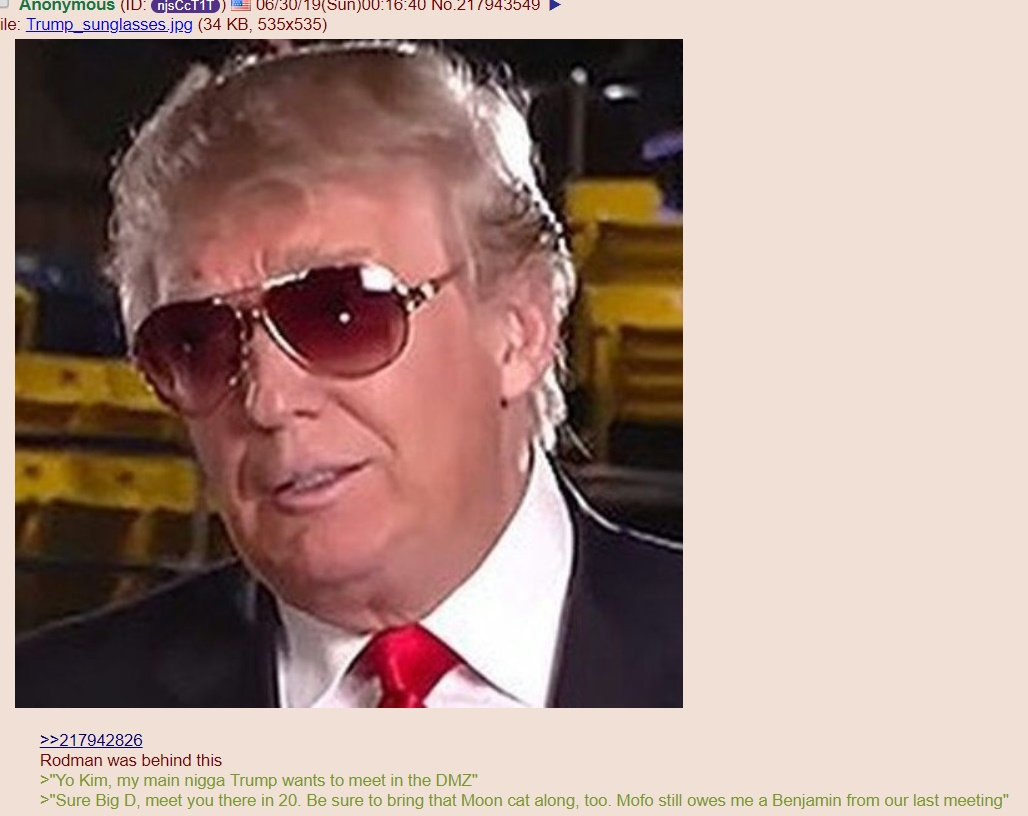 Anonymous (ID: njsCcT1T) 06/30/19(Sun)00:16:40 No.217943549 ▶
ile: Trump_sunglasses.jpg (34 KB, 535x535)
>>217942826
Rodman was behind this
>"Yo Kim, my main nigga Trump wants to meet in the DMZ"
>"Sure Big D, meet you there in 20. Be sure to bring that Moon cat along, too. Mofo still owes me a Benjamin from our last meeting"